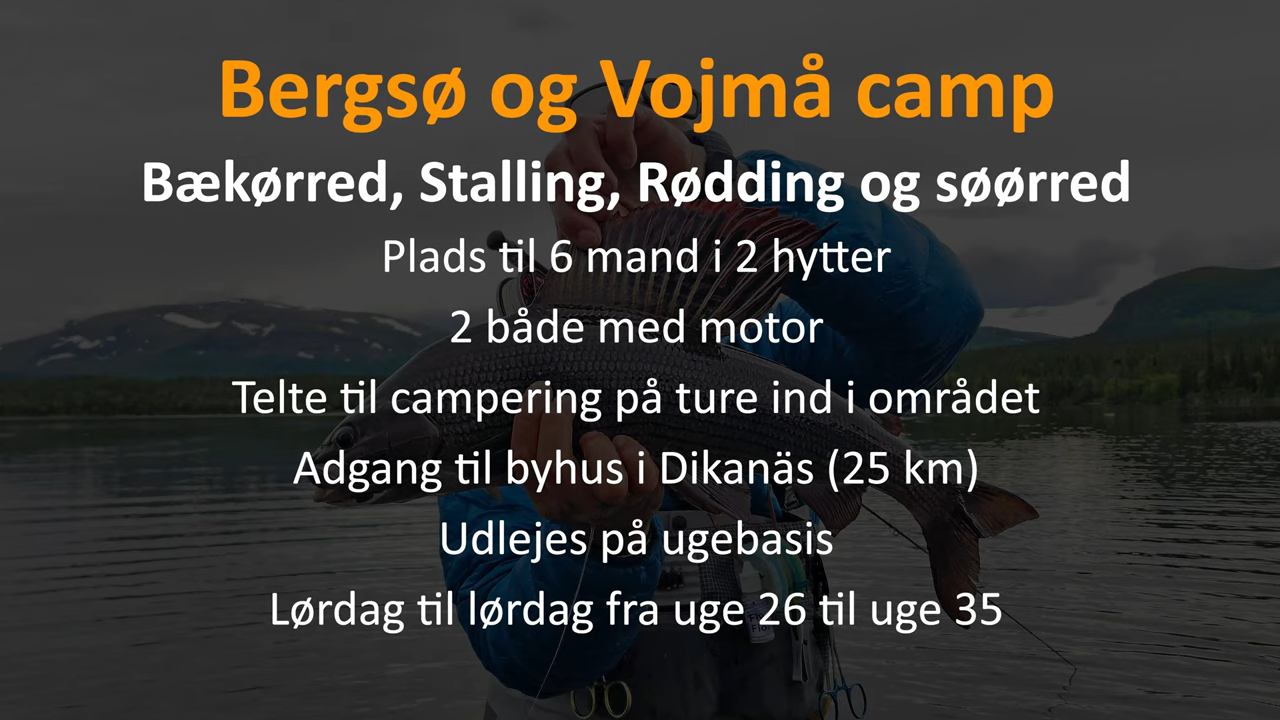 Bergsø og Vojmå camp
Bækørred, Stalling, Rødding og søørred
Plads til 6 mand i 2 hytter
2 både med motor
Telte til campering på ture ind i området
Adgang til byhus i Dikanäs (25 km)
Udlejes på ugebasis
Lørdag til lørdag fra uge 26 til uge 35